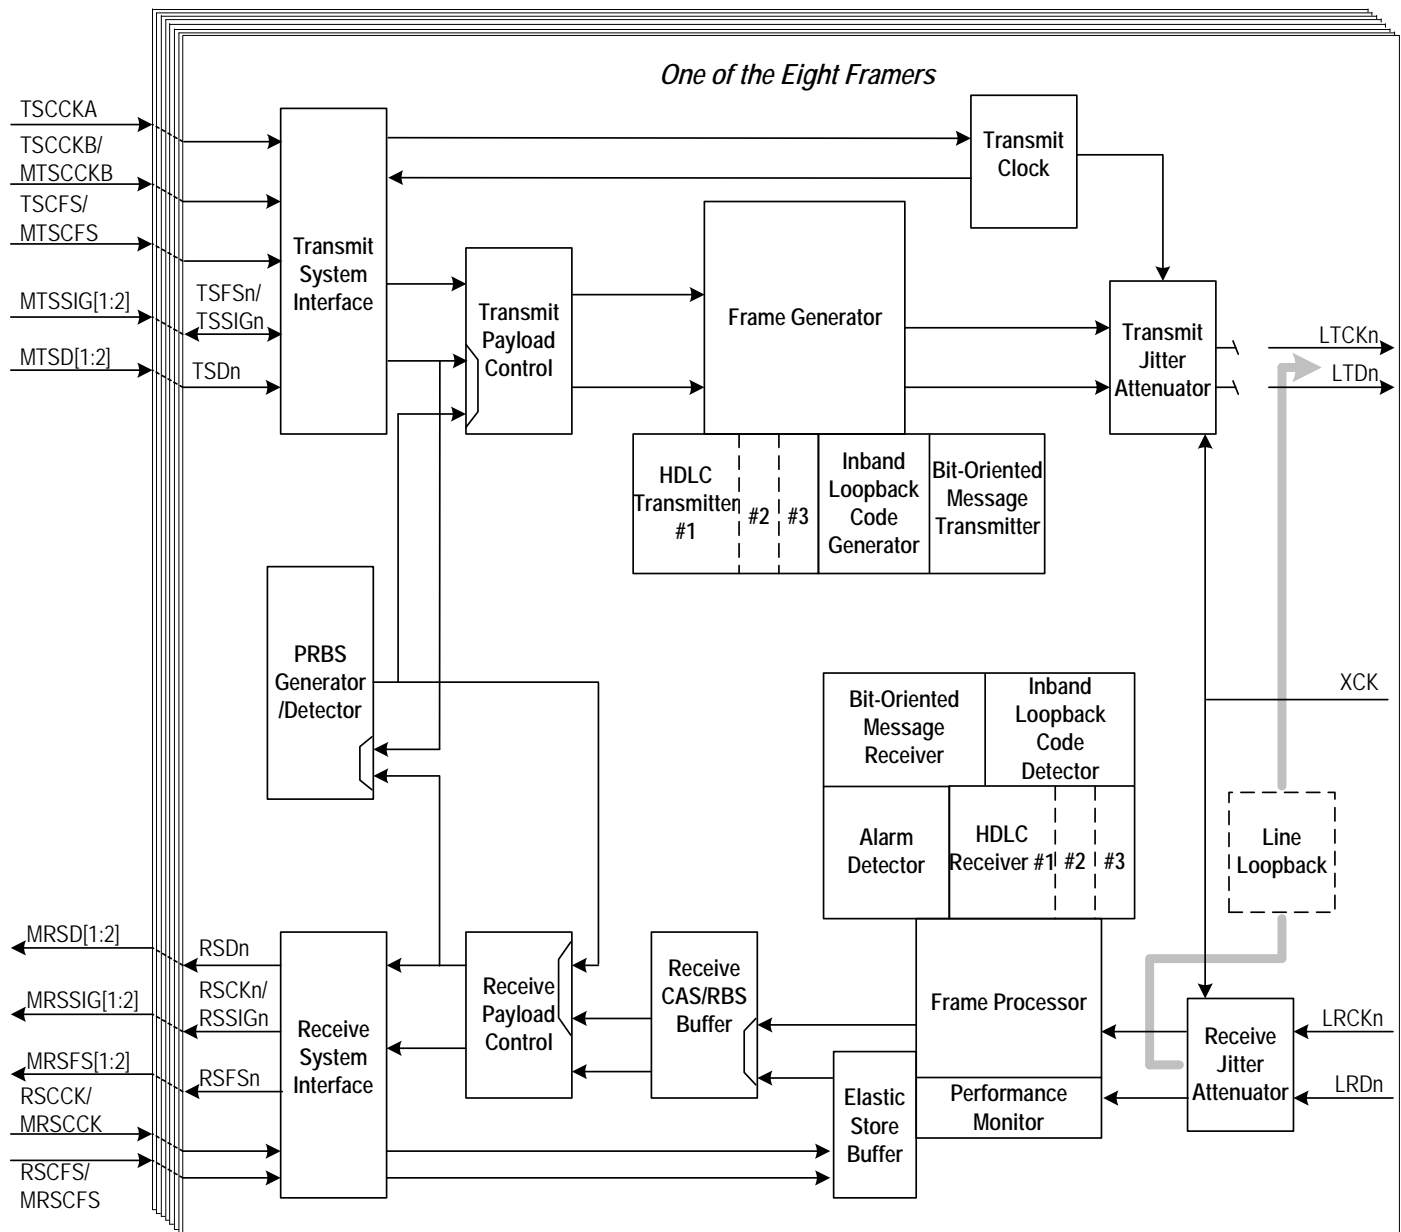 One of the Eight Framers
TSCCKA
TSCCKB/
MTSCCKB
TSCFS/
MTSCFS
MTSSIG[1:2]
MTSD[1:2]
TSFSn/
TSSIGn
TSDn
Transmit
System
Interface
Transmit
Payload
Control
Frame Generator
Transmit
Clock
Transmit
Jitter
Attenuator
LTCKn
LTDn
HDLC
Transmitter
#1
#2
#3
Inband
Loopback
Code
Generator
Bit-Oriented
Message
Transmitter
PRBS
Generator
/Detector
XCK
Bit-Oriented
Message
Receiver
Inband
Loopback
Code
Detector
Alarm
Detector
HDLC
Receiver #1
#2
#3
Line
Loopback
MRSD[1:2]
MRSSIG[1:2]
MRSFS[1:2]
RSCCK/
MRSCCK
RSCFS/
MRSCFS
RSDn
RSCKn/
RSSIGn
RSFSn
Receive
System
Interface
Receive
Payload
Control
Receive
CAS/RBS
Buffer
Frame Processor
Elastic
Store
Buffer
Performance
Monitor
Receive
Jitter
Attenuator
LRCKn
LRDn